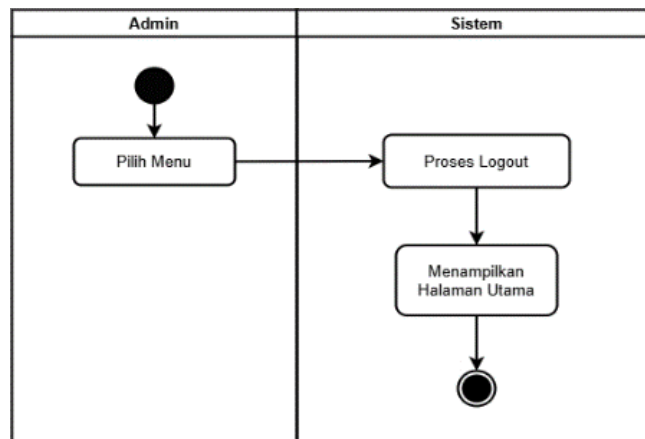 Admin
Sistem
Pilih Menu
Proses Logout
Menampilkan
Halaman Utama